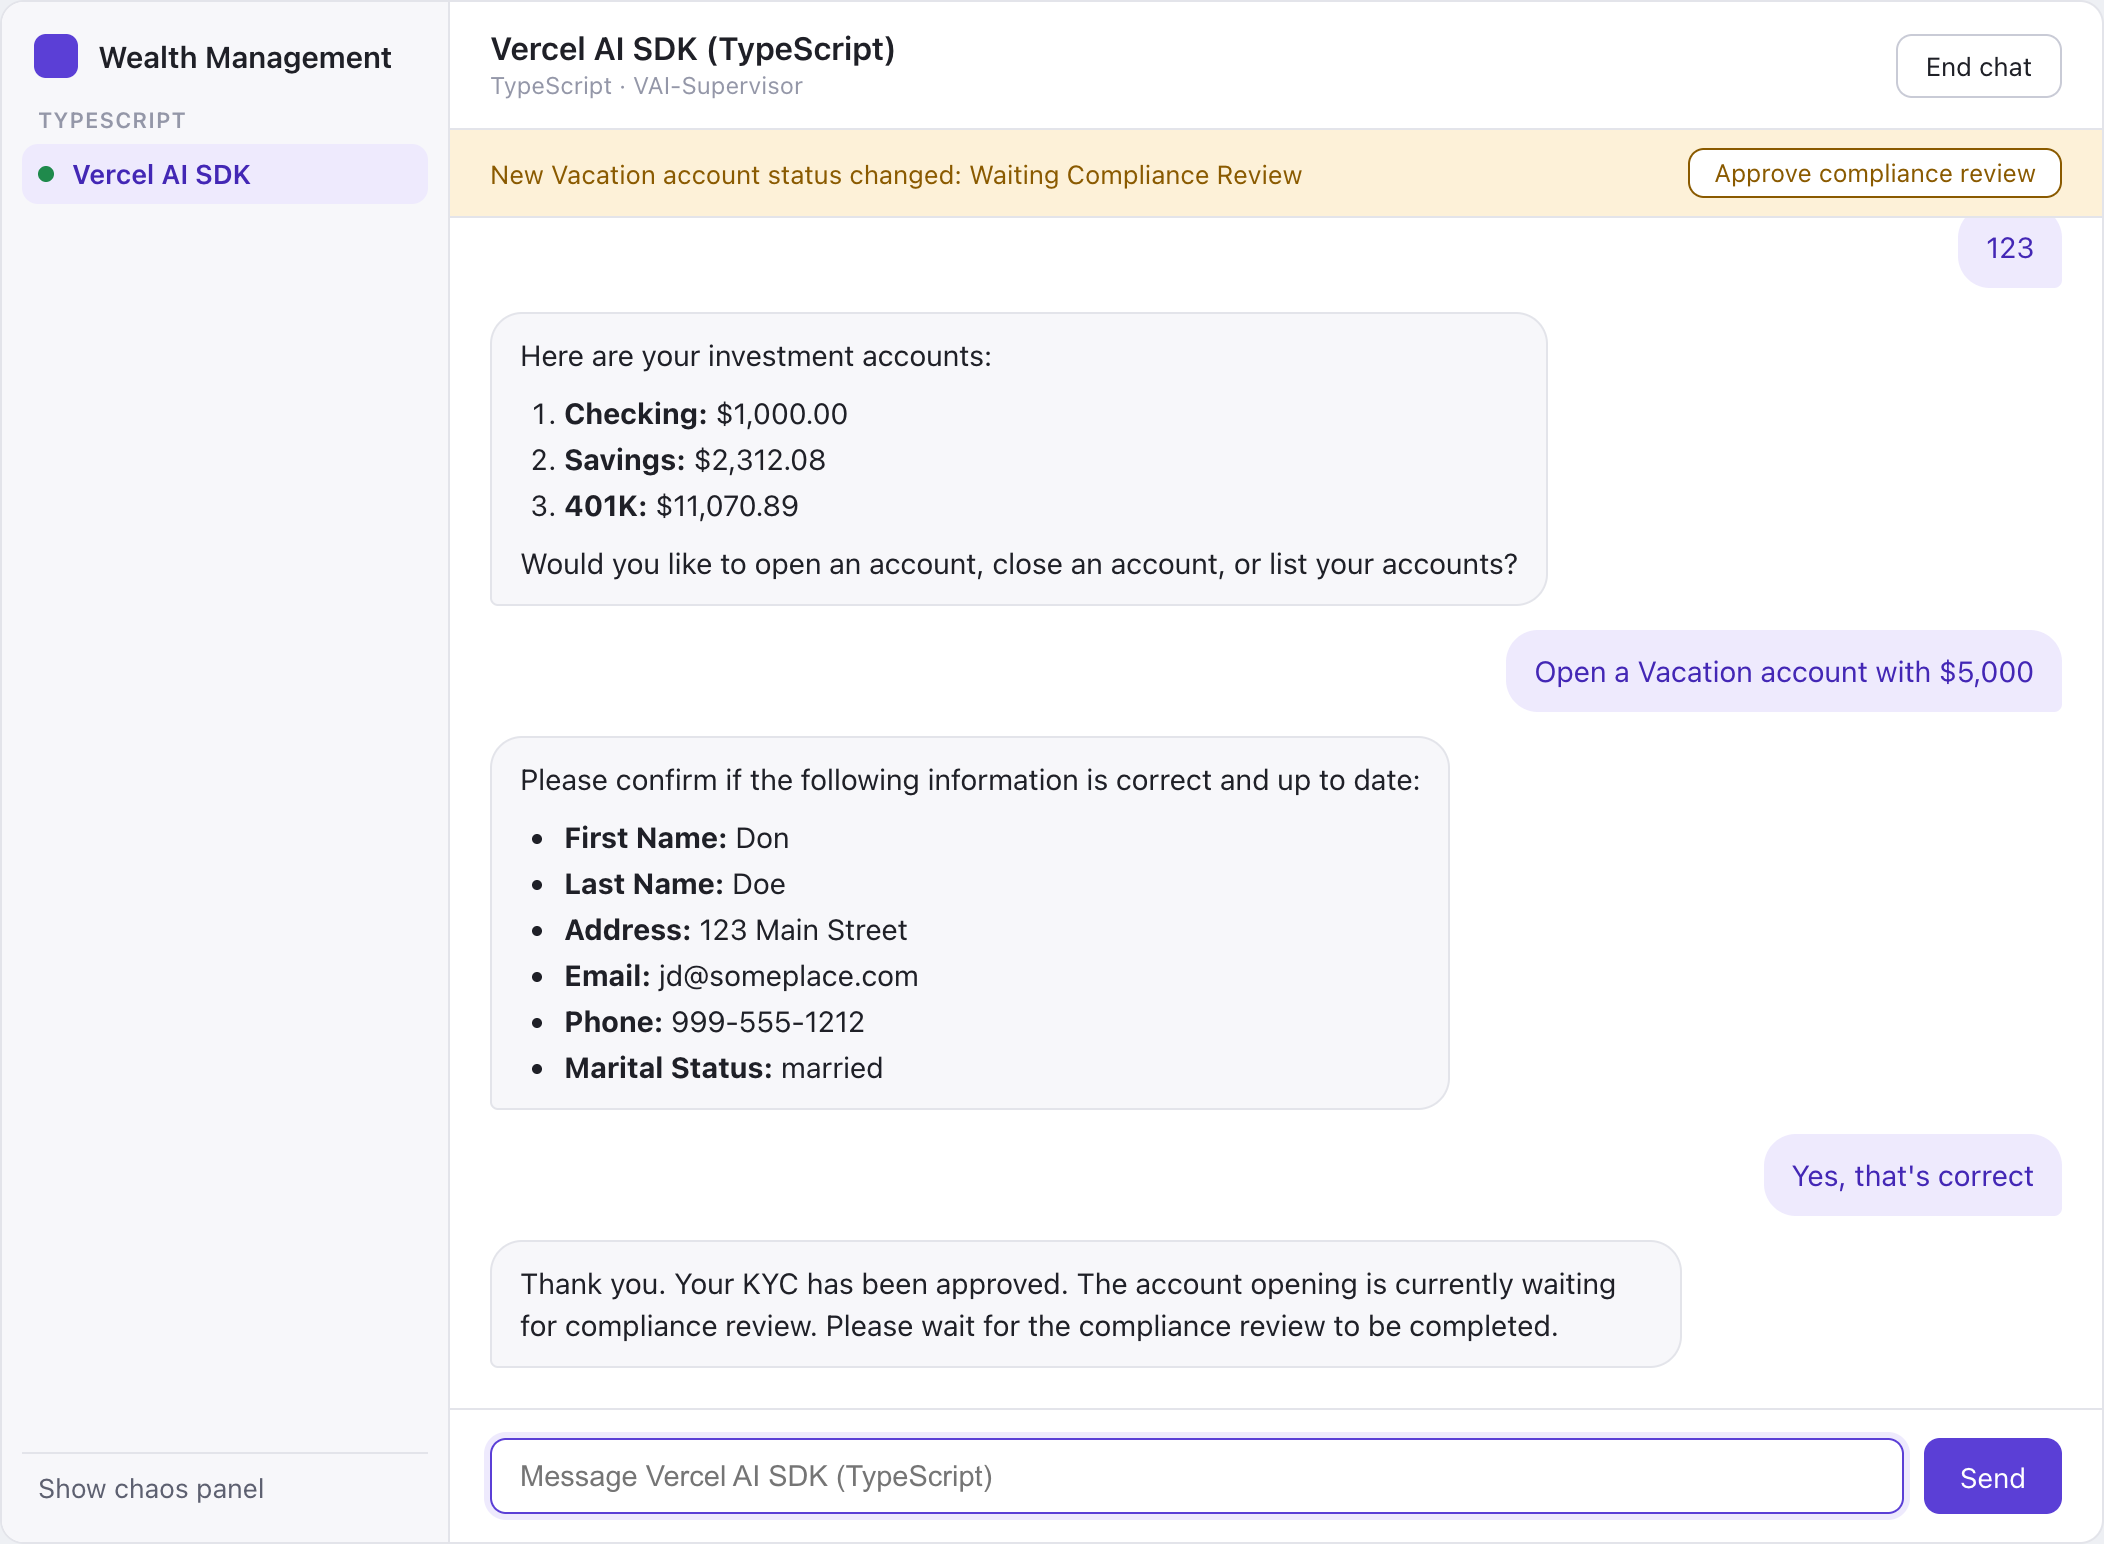 Wealth Management
TYPESCRIPT
Vercel AI SDK
Show chaos panel
Vercel AI SDK (TypeScript)
TypeScript · VAI-Supervisor
End chat
New Vacation account status changed: Waiting Compliance Review
Approve compliance review
123
Here are your investment accounts:
1. Checking: $1,000.00
2. Savings: $2,312.08
3. 401K: $11,070.89
Would you like to open an account, close an account, or list your accounts?
Open a Vacation account with $5,000
Please confirm if the following information is correct and up to date:
• First Name: Don
• Last Name: Doe
• Address: 123 Main Street
• Email: jd@someplace.com
• Phone: 999-555-1212
• Marital Status: married
Yes, that's correct
Thank you. Your KYC has been approved. The account opening is currently waiting
for compliance review. Please wait for the compliance review to be completed.
Message Vercel AI SDK (TypeScript)
Send